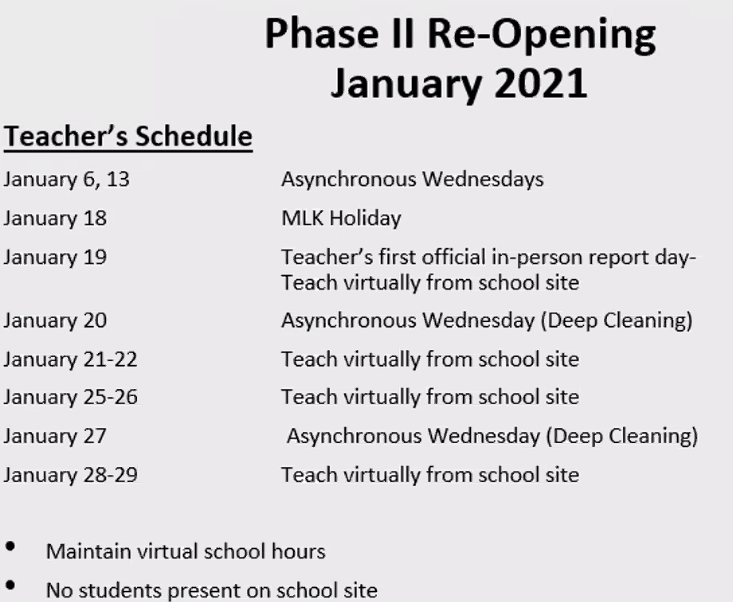 Phase II Re-Opening
January 2021
Teacher's Schedule
January 6, 13 Asynchronous Wednesdays
January 18 MLK Holiday
January 19 Teacher's first official in-person report day-
Teach virtually from school site
January 20 Asynchronous Wednesday (Deep Cleaning)
January 21-22 Teach virtually from school site
January 25-26 Teach virtually from school site
January 27 Asynchronous Wednesday (Deep Cleaning)
January 28-29 Teach virtually from school site
• Maintain virtual school hours
• No students present on school site